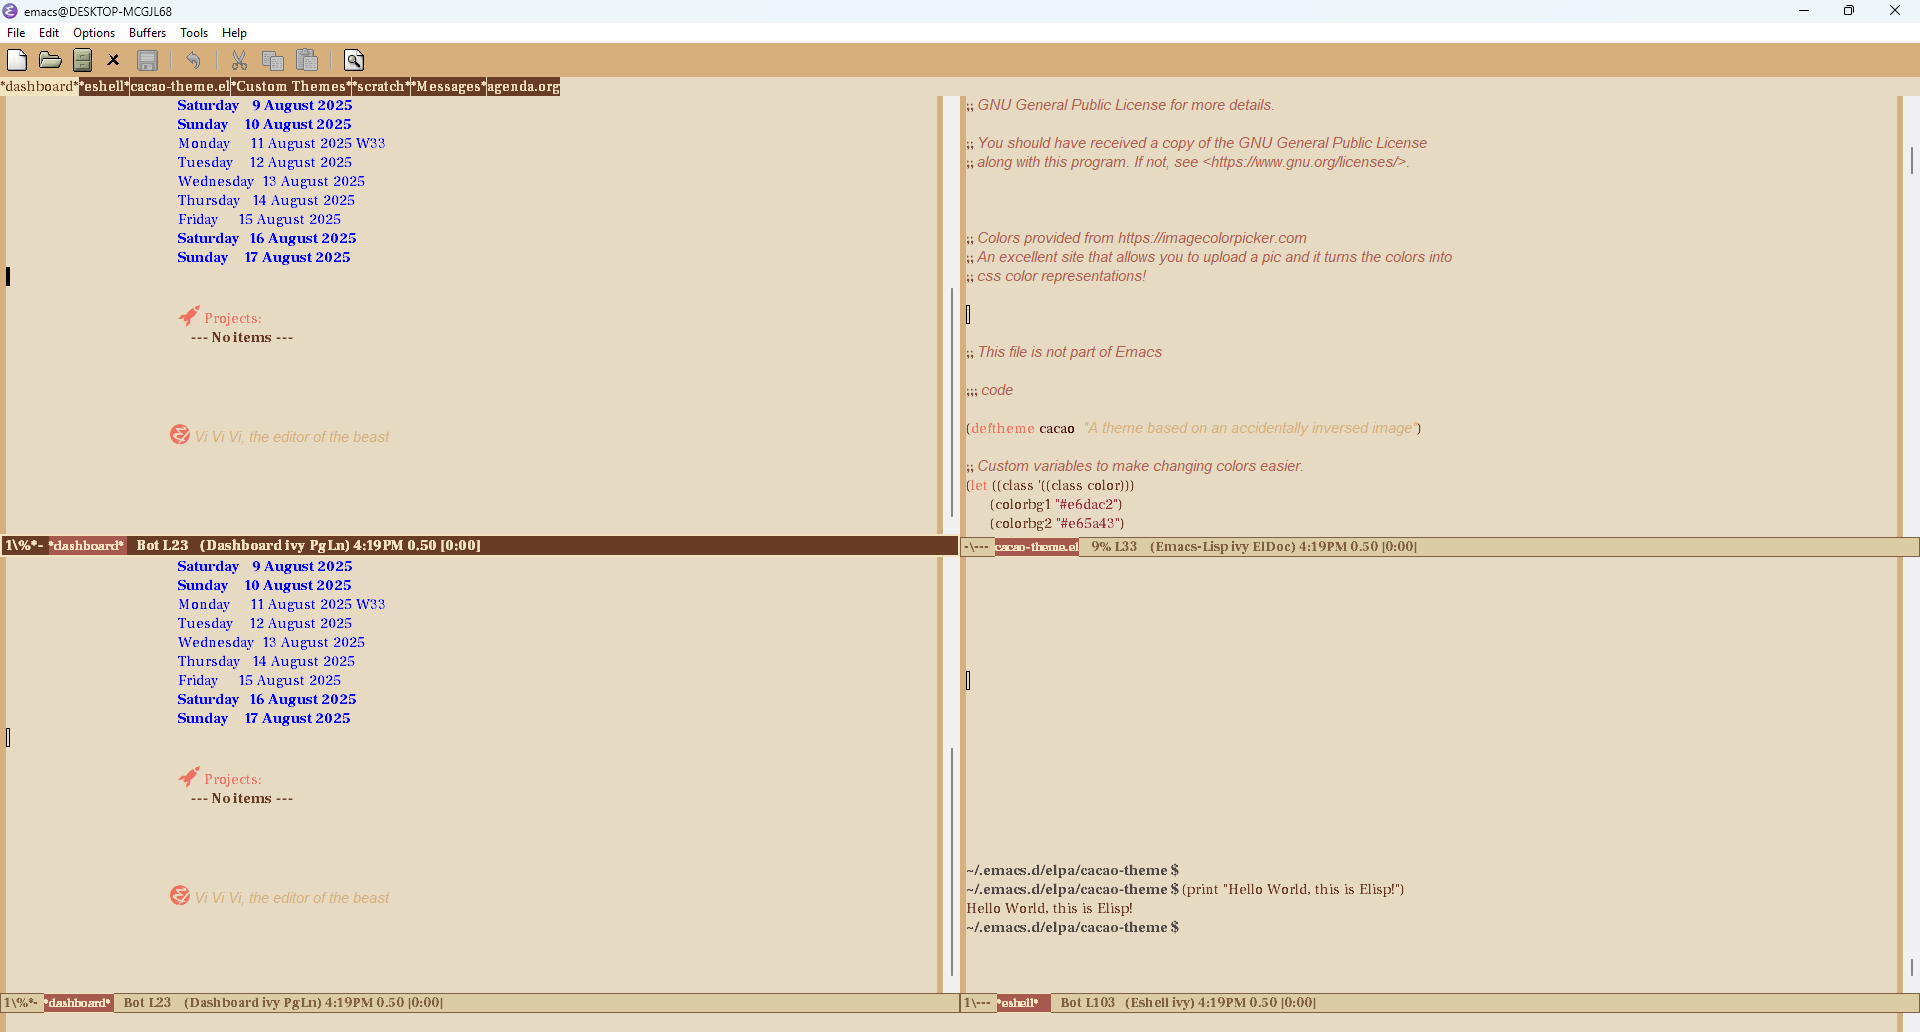 emacs@DESKTOP-MCGJL68
File Edit Options Buffers Tools Help
*dashboard* *eshell* cacao-theme.el *Custom Themes* *scratch* *Messages* agenda.org
Saturday 9 August 2025
Sunday 10 August 2025
Monday 11 August 2025 W33
Tuesday 12 August 2025
Wednesday 13 August 2025
Thursday 14 August 2025
Friday 15 August 2025
Saturday 16 August 2025
Sunday 17 August 2025
Projects:
--- No items ---
Vi Vi Vi, the editor of the beast
1\%*- *dashboard* Bot L23 (Dashboard ivy PgLn) 4:19PM 0.50 [0:00]
;; GNU General Public License for more details.
;; You should have received a copy of the GNU General Public License
;; along with this program. If not, see <https://www.gnu.org/licenses/>.
;; Colors provided from https://imagecolorpicker.com
;; An excellent site that allows you to upload a pic and it turns the colors into
;; css color representations!
;; This file is not part of Emacs
;;; code
(deftheme cacao "A theme based on an accidentally inversed image")
;; Custom variables to make changing colors easier.
(let ((class '((class color)))
(colorbg1 "#e6dac2")
(colorbg2 "#e65a43")
-\--- cacao-theme.el 9% L33 (Emacs-Lisp ivy ElDoc) 4:19PM 0.50 [0:00]
Saturday 9 August 2025
Sunday 10 August 2025
Monday 11 August 2025 W33
Tuesday 12 August 2025
Wednesday 13 August 2025
Thursday 14 August 2025
Friday 15 August 2025
Saturday 16 August 2025
Sunday 17 August 2025
Projects:
--- No items ---
Vi Vi Vi, the editor of the beast
1\%*- *dashboard* Bot L23 (Dashboard ivy PgLn) 4:19PM 0.50 [0:00]
~/.emacs.d/elpa/cacao-theme $
~/.emacs.d/elpa/cacao-theme $ (print "Hello World, this is Elisp!")
Hello World, this is Elisp!
~/.emacs.d/elpa/cacao-theme $
1\--- *eshell* Bot L103 (Eshell ivy) 4:19PM 0.50 [0:00]